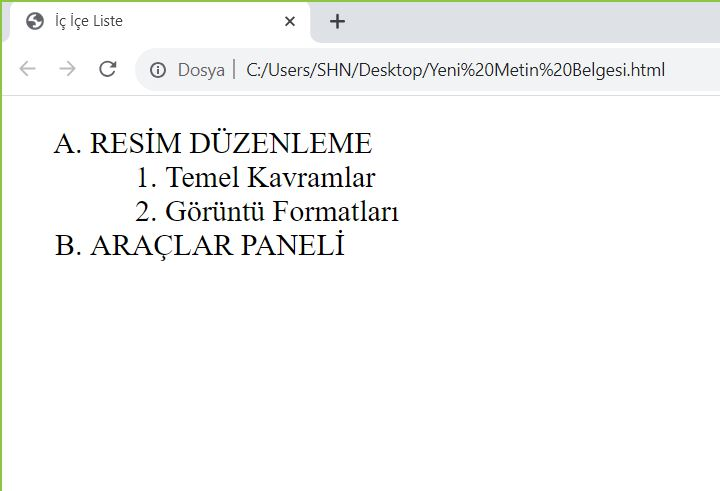 İç İçe Liste
Dosya | C:/Users/SHN/Desktop/Yeni%20Metin%20Belgesi.html
A. RESİM DÜZENLEME
1. Temel Kavramlar
2. Görüntü Formatları
B. ARAÇLAR PANELİ